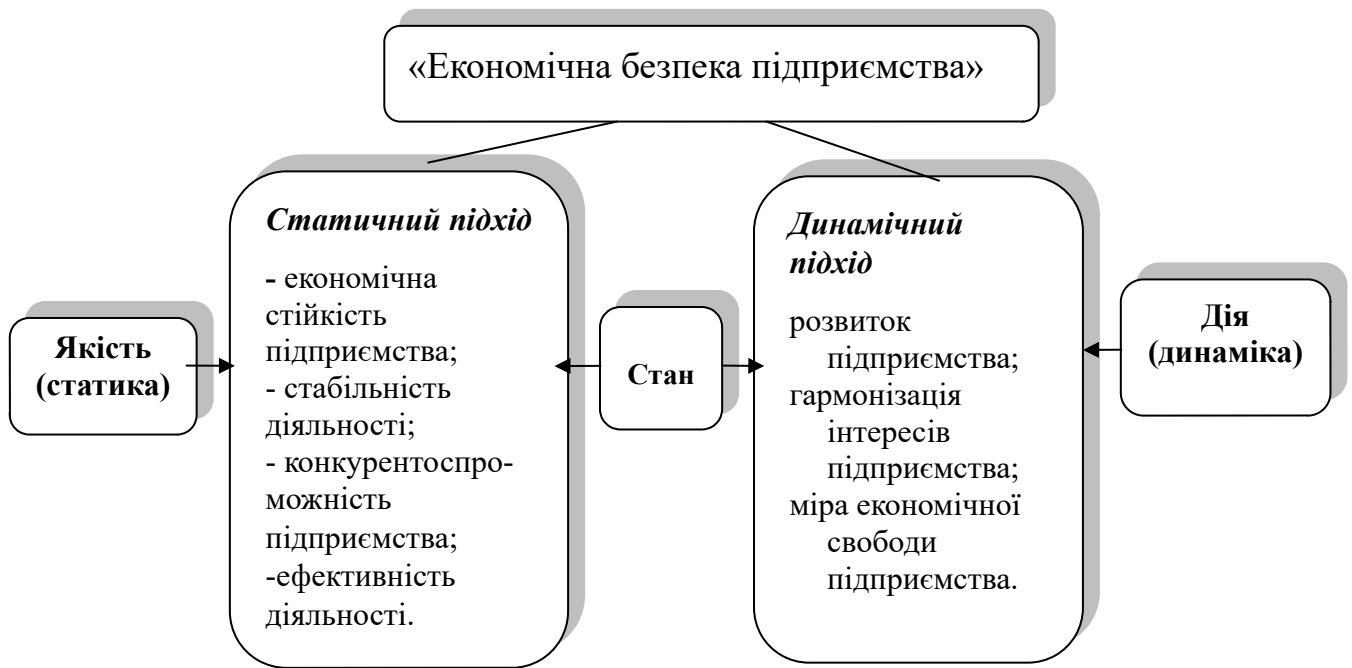 «Економічна безпека підприємства»
Якість
(статика)
Статичний підхід
- економічна
стійкість
підприємства;
- стабільність
діяльності;
- конкурентоспро-
можність
підприємства;
-ефективність
діяльності.
Стан
Динамічний
підхід
розвиток
підприємства;
гармонізація
інтересів
підприємства;
міра економічної
свободи
підприємства.
Дія
(динаміка)